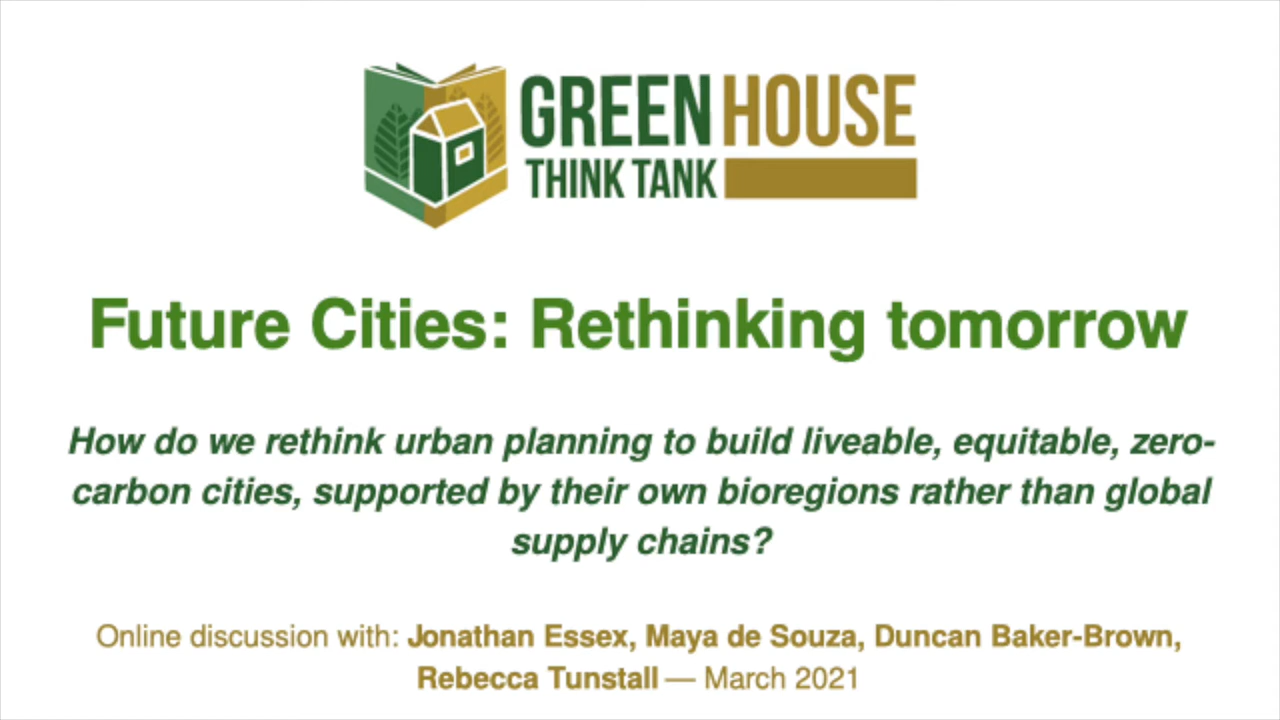 GREEN HOUSE
THINK TANK
Future Cities: Rethinking tomorrow
How do we rethink urban planning to build liveable, equitable, zero-
carbon cities, supported by their own bioregions rather than global
supply chains?
Online discussion with: Jonathan Essex, Maya de Souza, Duncan Baker-Brown,
Rebecca Tunstall — March 2021